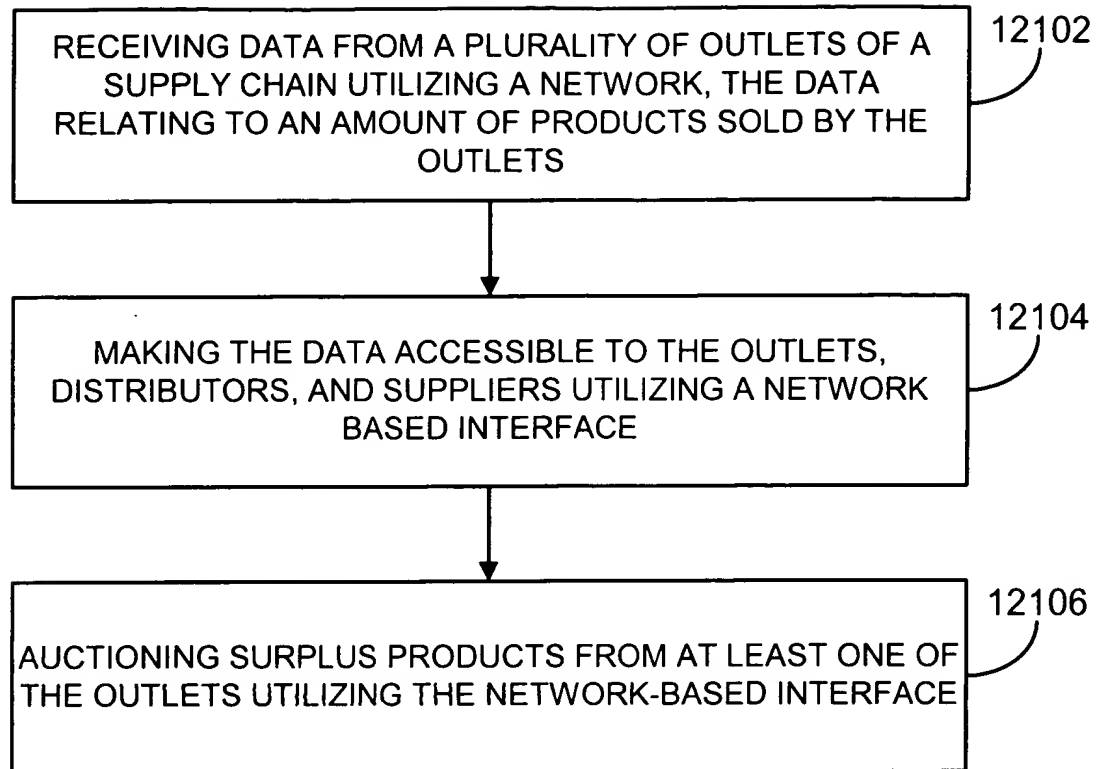 RECEIVING DATA FROM A PLURALITY OF OUTLETS OF A
SUPPLY CHAIN UTILIZING A NETWORK, THE DATA
RELATING TO AN AMOUNT OF PRODUCTS SOLD BY THE
OUTLETS
12102
MAKING THE DATA ACCESSIBLE TO THE OUTLETS,
DISTRIBUTORS, AND SUPPLIERS UTILIZING A NETWORK
BASED INTERFACE
12104
AUCTIONING SURPLUS PRODUCTS FROM AT LEAST ONE OF
THE OUTLETS UTILIZING THE NETWORK-BASED INTERFACE
12106